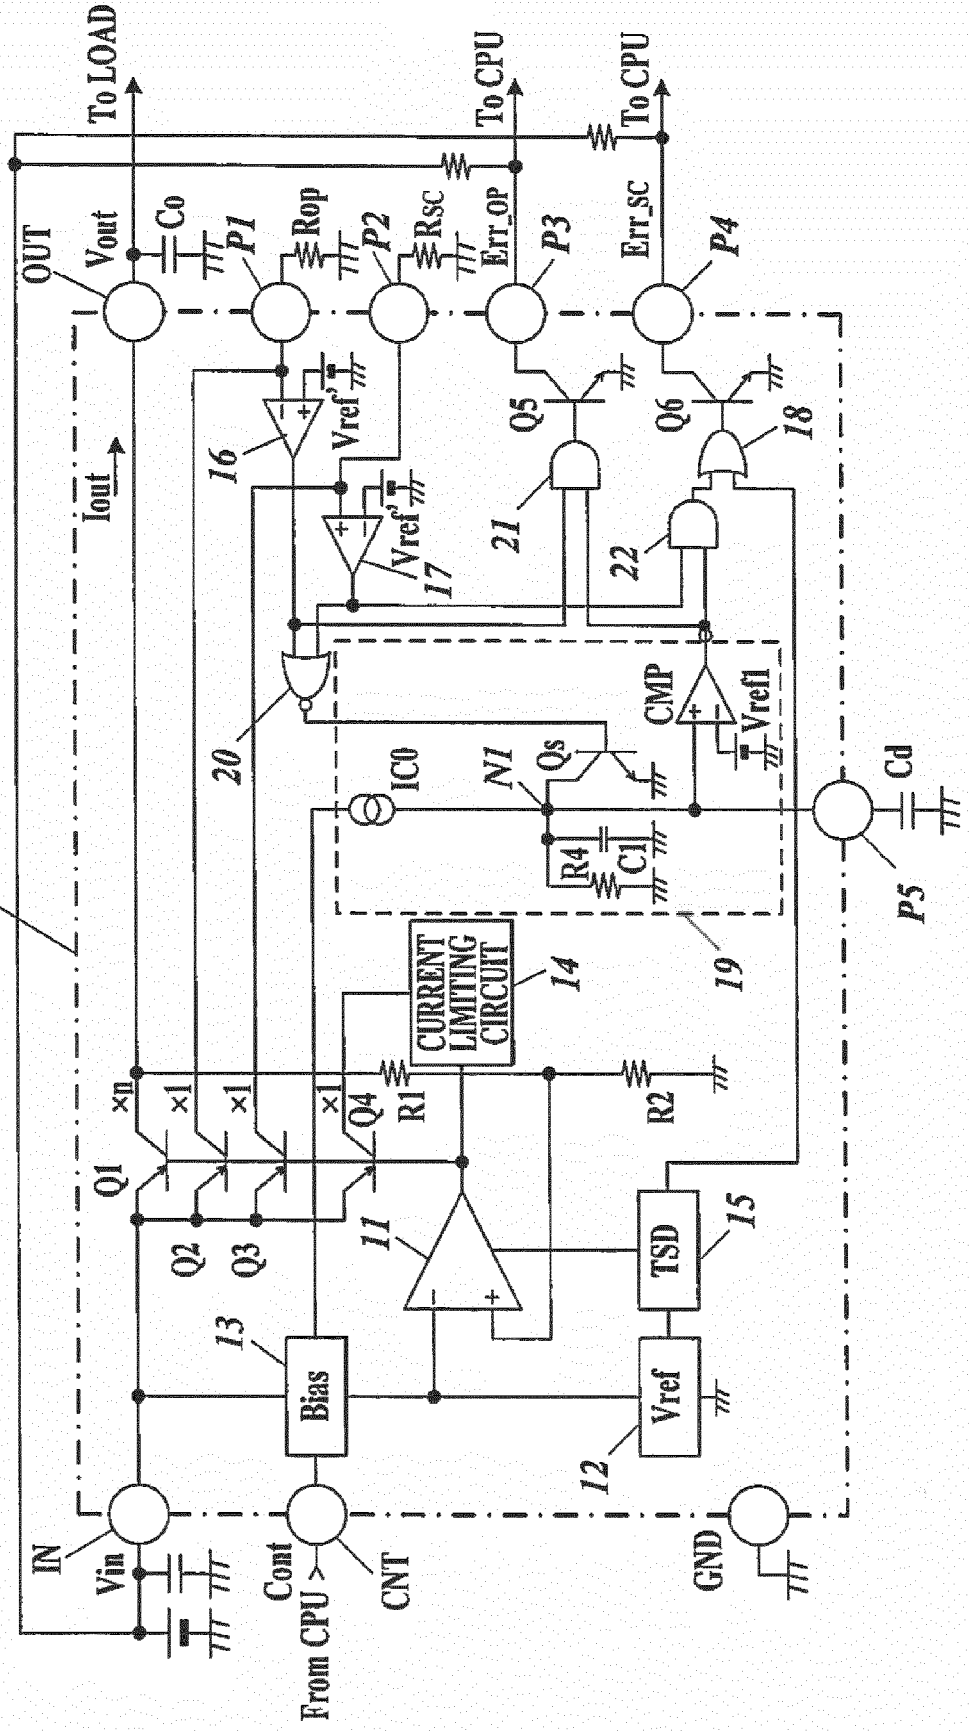 To LOAD
To CPU
To CPU
OUT
Vout
Co
P1
Rop
P2
RSC
Err_OP
P3
Err_SC
P4
Iout
16
−
+
Vref'
+
−
Vref'
17
Q5
21
Q6
18
22
20
IC0
N1
Qs
CMP
+
−
Vref1
R4
C1
Cd
P5
19
CURRENT
LIMITING
CIRCUIT
14
×n
×1
×1
×1
Q1
Q2
Q3
Q4
R1
R2
11
−
+
TSD
15
13
Bias
Vref
12
IN
Vin
Cont
From CPU >
CNT
GND